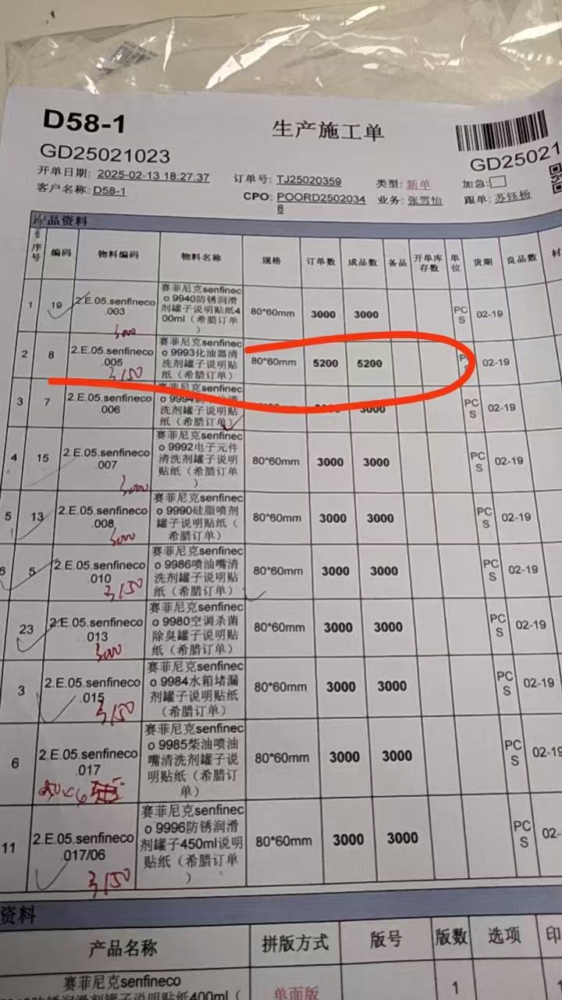 D58-1
生产施工单
GD25021023
GD25021
开单日期: 2025-02-13 18:27:37
订单号: TJ25020359
类型: 新单
加急:
客户名称: D58-1
CPO: POORD25020348
业务: 张雪怡
跟单: 苏钰杨
品资料
序号 编码 物料编码 物料名称 规格 订单数 成品数 备品 开单库存数 单位 货期 良品数 材
1 19 2.E.05.senfineco.003 赛菲尼克senfineco 9940防锈润滑剂罐子说明贴纸400ml（希腊订单） 80*60mm 3000 3000 PCS 02-19
3000
2 8 2.E.05.senfineco.005 赛菲尼克senfineco 9993化油器清洗剂罐子说明贴纸（希腊订单） 80*60mm 5200 5200 PCS 02-19
3150
3 7 2.E.05.senfineco.006 赛菲尼克senfineco 9994 洗剂罐子说明贴纸（希腊订单） 3000 PCS 02-19
4 15 2.E.05.senfineco.007 赛菲尼克senfineco 9992电子元件清洗剂罐子说明贴纸（希腊订单） 80*60mm 3000 3000 PCS 02-19
3000
5 13 2.E.05.senfineco.008 赛菲尼克senfineco 9990硅脂喷剂罐子说明贴纸（希腊订单） 80*60mm 3000 3000 PCS 02-19
3000
6 5 2.E.05.senfineco.010 赛菲尼克senfineco 9986喷油嘴清洗剂罐子说明贴纸（希腊订单） 80*60mm 3000 3000 PCS 02-19
3150
23 2.E.05.senfineco.013 赛菲尼克senfineco 9980空调杀菌除臭罐子说明贴纸（希腊订单） 80*60mm 3000 3000 PCS 02-19
3000
3 2.E.05.senfineco.015 赛菲尼克senfineco 9984水箱堵漏剂罐子说明贴纸（希腊订单） 80*60mm 3000 3000 PCS 02-19
3150
6 2.E.05.senfineco.017 赛菲尼克senfineco 9985柴油喷油嘴清洗剂罐子说明贴纸（希腊订单） 80*60mm 3000 3000 PCS 02-19
11 2.E.05.senfineco.017/06 赛菲尼克senfineco 9996防锈润滑剂罐子450ml说明贴纸（希腊订单） 80*60mm 3000 3000 PCS 02-
3150
资料
产品名称 拼版方式 版号 版数 选项 印
赛菲尼克senfineco 单面版 1